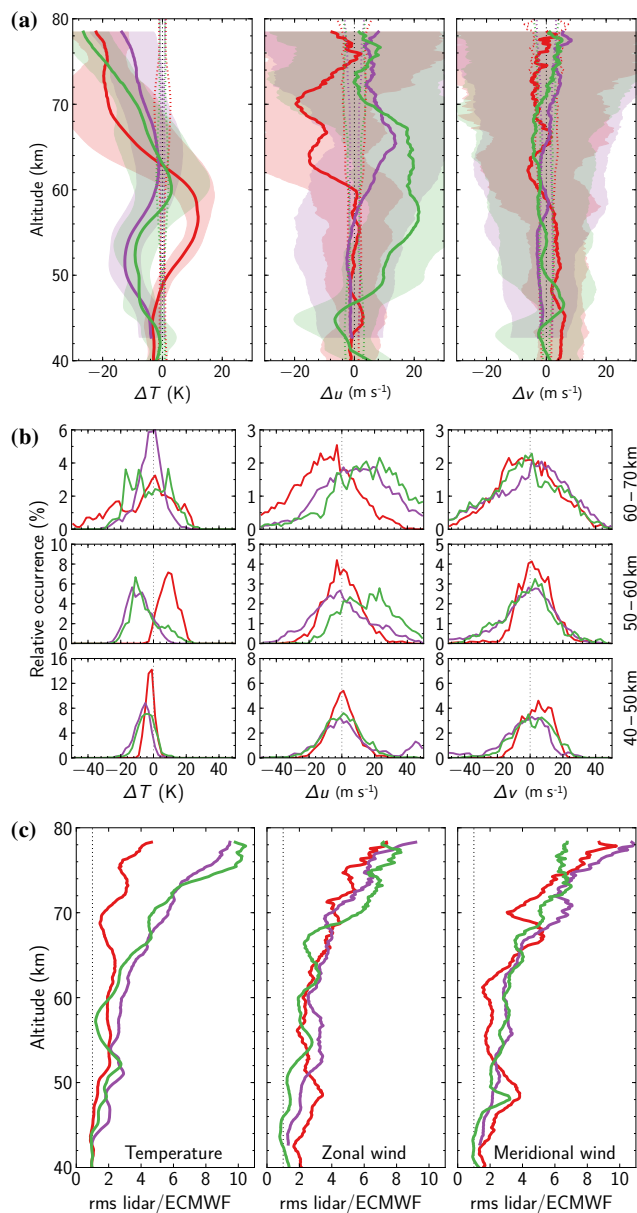 (a)
Altitude (km)
80
70
60
50
40
−20 0 20
−20 0 20
−20 0 20
ΔT (K)
Δu (m s⁻¹)
Δv (m s⁻¹)
(b)
Relative occurrence (%)
6
4
2
0
3
2
1
0
3
2
1
0
60 – 70 km
10
8
5
2
0
6
4
3
2
0
6
4
3
2
0
50 – 60 km
16
12
8
4
0
8
6
4
2
0
8
6
4
2
0
40 – 50 km
−40 −20 0 20 40
−40 −20 0 20 40
−40 −20 0 20 40
ΔT (K)
Δu (m s⁻¹)
Δv (m s⁻¹)
(c)
Altitude (km)
80
70
60
50
40
Temperature
Zonal wind
Meridional wind
0 2 4 6 8 10
0 2 4 6 8 10
0 2 4 6 8 10
rms lidar/ECMWF
rms lidar/ECMWF
rms lidar/ECMWF